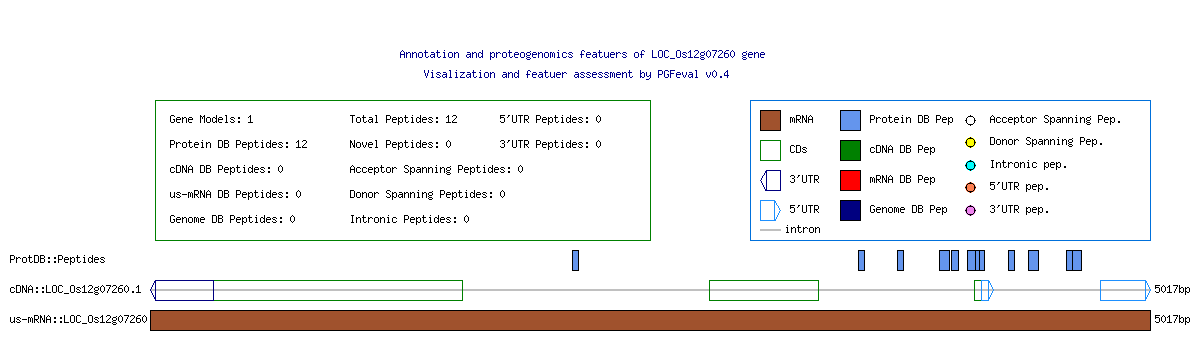 Annotation and proteogenomics featuers of LOC_Os12g07260 gene
Visalization and featuer assessment by PGFeval v0.4
Gene Models: 1 Total Peptides: 12 5'UTR Peptides: 0
Protein DB Peptides: 12 Novel Peptides: 0 3'UTR Peptides: 0
cDNA DB Peptides: 0 Acceptor Spanning Peptides: 0
us-mRNA DB Peptides: 0 Donor Spanning Peptides: 0
Genome DB Peptides: 0 Intronic Peptides: 0
mRNA Protein DB Pep Acceptor Spanning Pep.
CDs cDNA DB Pep Donor Spanning Pep.
3'UTR mRNA DB Pep Intronic pep.
5'UTR Genome DB Pep 5'UTR pep.
intron 3'UTR pep.
ProtDB::Peptides
cDNA::LOC_Os12g07260.1 5017bp
us-mRNA::LOC_Os12g07260 5017bp